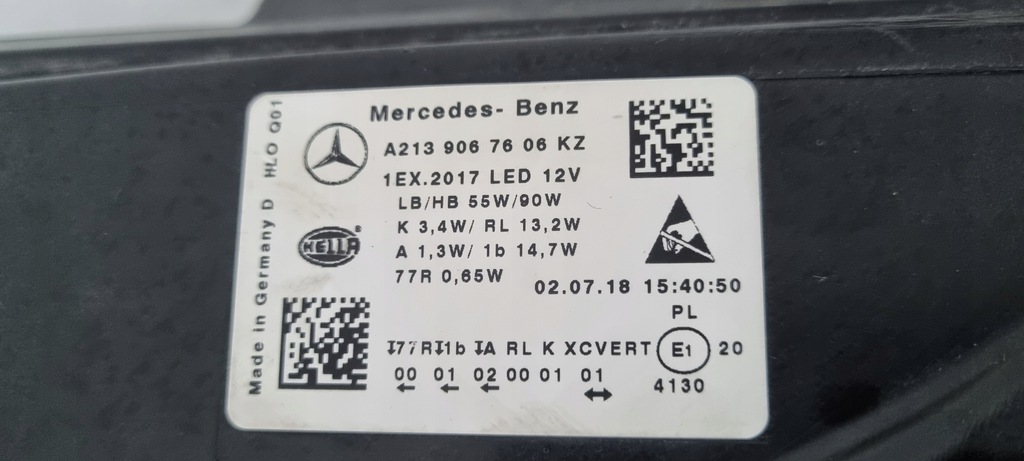 Mercedes- Benz
A213 906 76 06 KZ
1EX.2017 LED 12V
LB/HB 55W/90W
K 3,4W/ RL 13,2W
A 1,3W/ 1b 14,7W
77R 0,65W
02.07.18 15:40:50
PL
I77R I1b IA RL K XCVERT E1 20
00 01 02 00 01 01
4130
HELLA ®
Made in Germany D HLO Q01